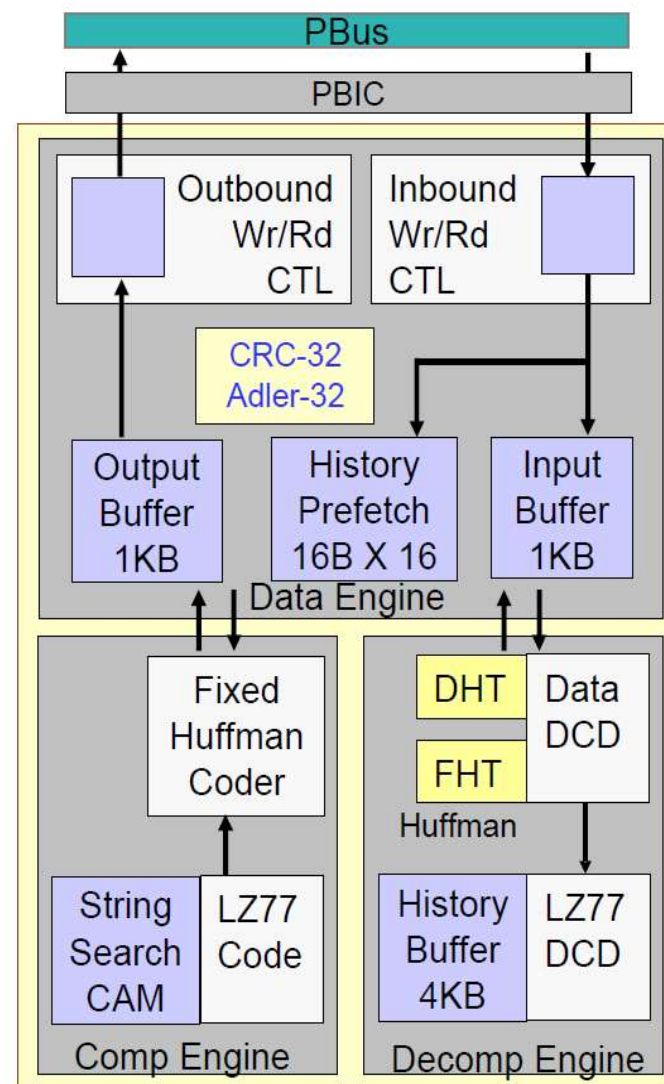 PBus
PBIC
Outbound
Wr/Rd
CTL
Inbound
Wr/Rd
CTL
CRC-32
Adler-32
Output
Buffer
1KB
History
Prefetch
16B X 16
Input
Buffer
1KB
Data Engine
Fixed
Huffman
Coder
String
Search
CAM
LZ77
Code
Comp Engine
DHT
FHT
Data
DCD
Huffman
History
Buffer
4KB
LZ77
DCD
Decomp Engine